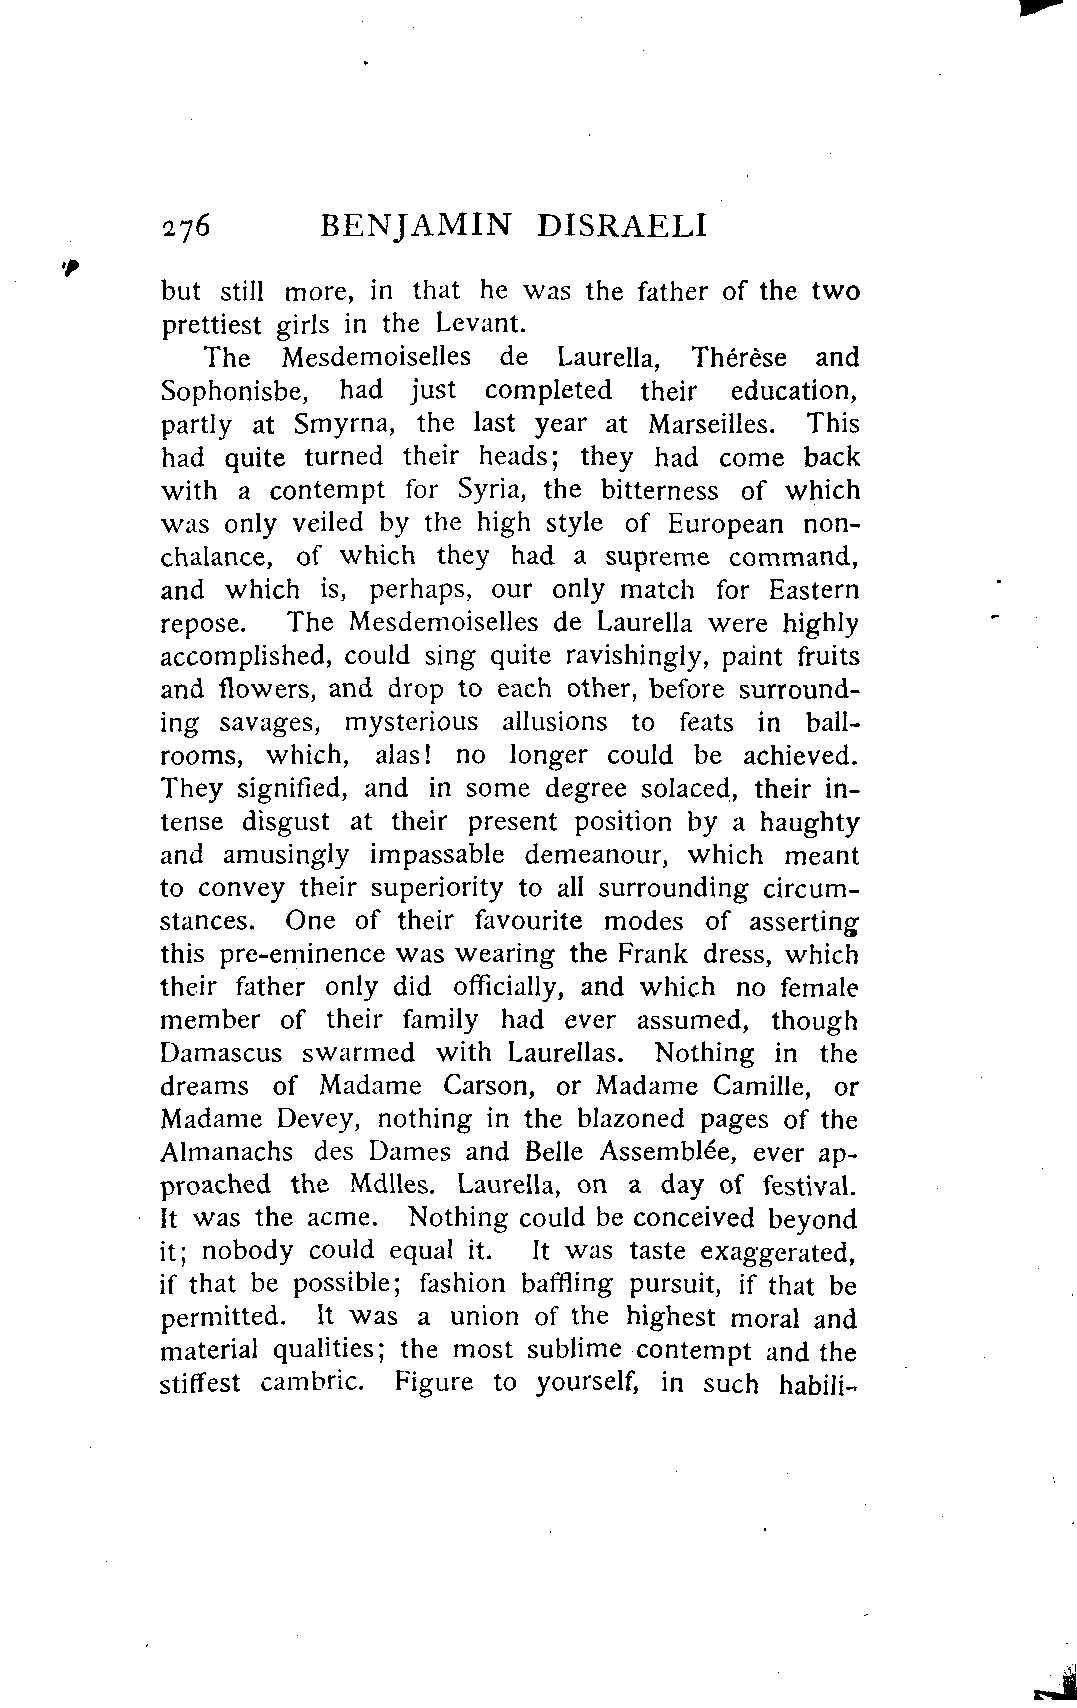 276 BENJAMIN DISRAELI
but still more, in that he was the father of the two
prettiest girls in the Levant.
The Mesdemoiselles de Laurella, Thérèse and
Sophonisbe, had just completed their education,
partly at Smyrna, the last year at Marseilles. This
had quite turned their heads; they had come back
with a contempt for Syria, the bitterness of which
was only veiled by the high style of European non-
chalance, of which they had a supreme command,
and which is, perhaps, our only match for Eastern
repose. The Mesdemoiselles de Laurella were highly
accomplished, could sing quite ravishingly, paint fruits
and flowers, and drop to each other, before surround-
ing savages, mysterious allusions to feats in ball-
rooms, which, alas! no longer could be achieved.
They signified, and in some degree solaced, their in-
tense disgust at their present position by a haughty
and amusingly impassable demeanour, which meant
to convey their superiority to all surrounding circum-
stances. One of their favourite modes of asserting
this pre-eminence was wearing the Frank dress, which
their father only did officially, and which no female
member of their family had ever assumed, though
Damascus swarmed with Laurellas. Nothing in the
dreams of Madame Carson, or Madame Camille, or
Madame Devey, nothing in the blazoned pages of the
Almanachs des Dames and Belle Assemblée, ever ap-
proached the Mdlles. Laurella, on a day of festival.
It was the acme. Nothing could be conceived beyond
it; nobody could equal it. It was taste exaggerated,
if that be possible; fashion baffling pursuit, if that be
permitted. It was a union of the highest moral and
material qualities; the most sublime contempt and the
stiffest cambric. Figure to yourself, in such habili-